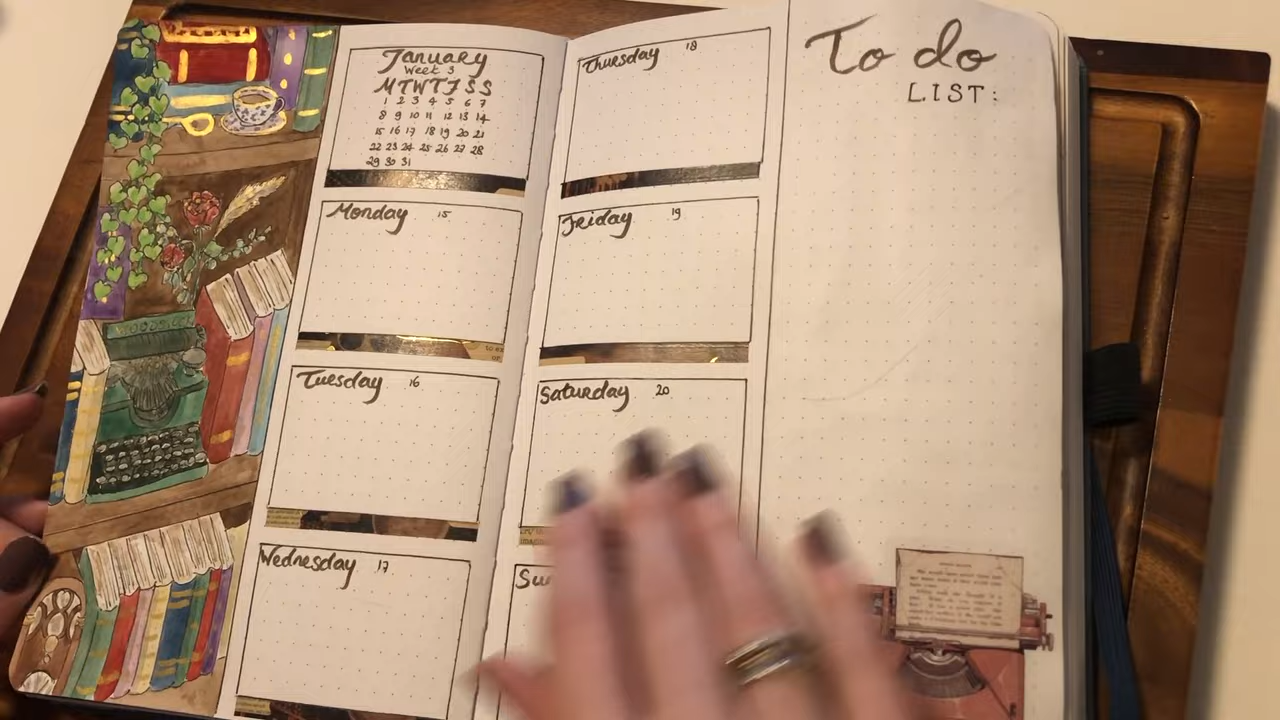 January
Week 3
M T W T F S S
1 2 3 4 5 6 7
8 9 10 11 12 13 14
15 16 17 18 19 20 21
22 23 24 25 26 27 28
29 30 31
Monday 15
Tuesday 16
Wednesday 17
Thursday 18
Friday 19
Saturday 20
Su
To do
LIST: